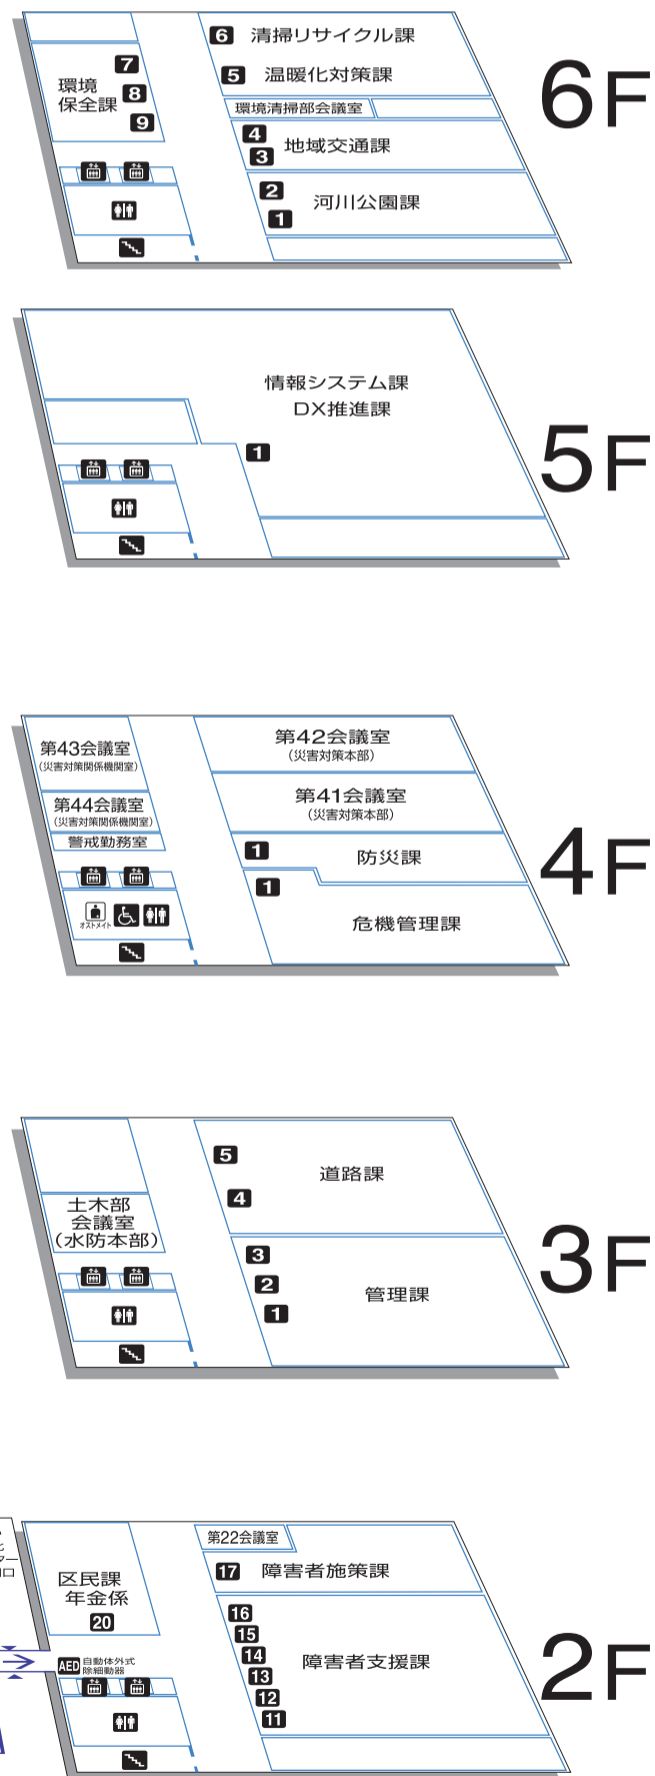 6 清掃リサイクル課
7
環境
保全課
8
9
5 温暖化対策課
環境清掃部会議室
4
3
地域交通課
2
1
河川公園課
6F
情報システム課
DX推進課
1
5F
第43会議室
(災害対策関係機関室)
第44会議室
(災害対策関係機関室)
警戒勤務室
オストメイト
第42会議室
(災害対策本部)
第41会議室
(災害対策本部)
1 防災課
1
危機管理課
4F
土木部
会議室
(水防本部)
5
4
道路課
3
2
1
管理課
3F
区民課
年金係
20
AED 自動体外式
除細動器
第22会議室
17 障害者施策課
16
15
14
13
12
11
障害者支援課
2F